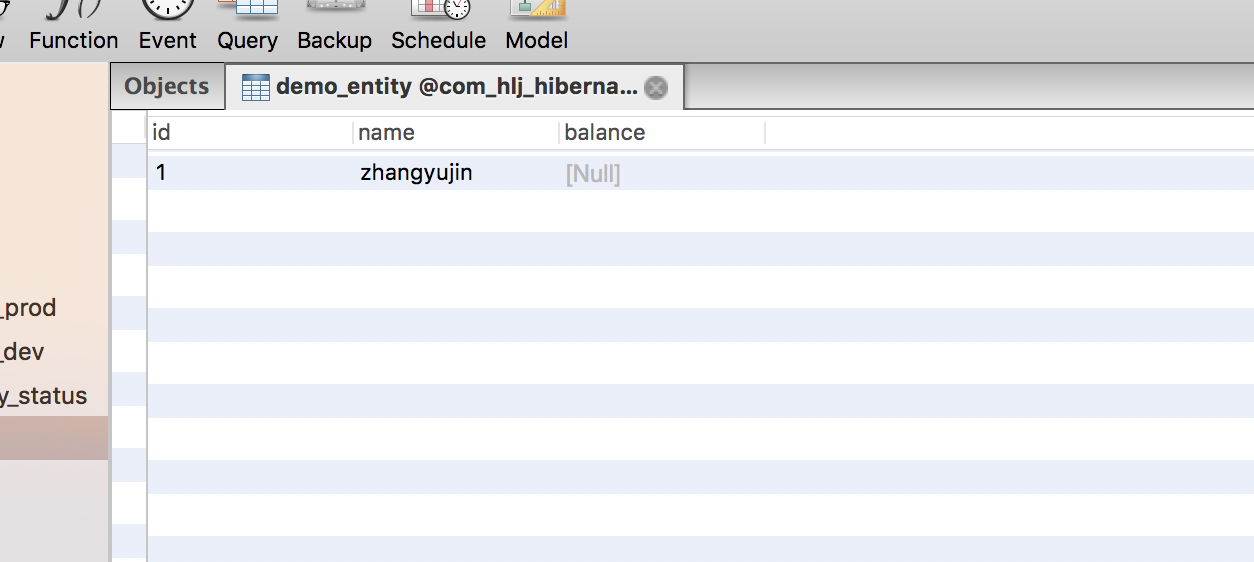 Function Event Query Backup Schedule Model
Objects demo_entity @com_hlj_hiberna...
id name balance
1 zhangyujin [Null]
_prod
_dev
y_status